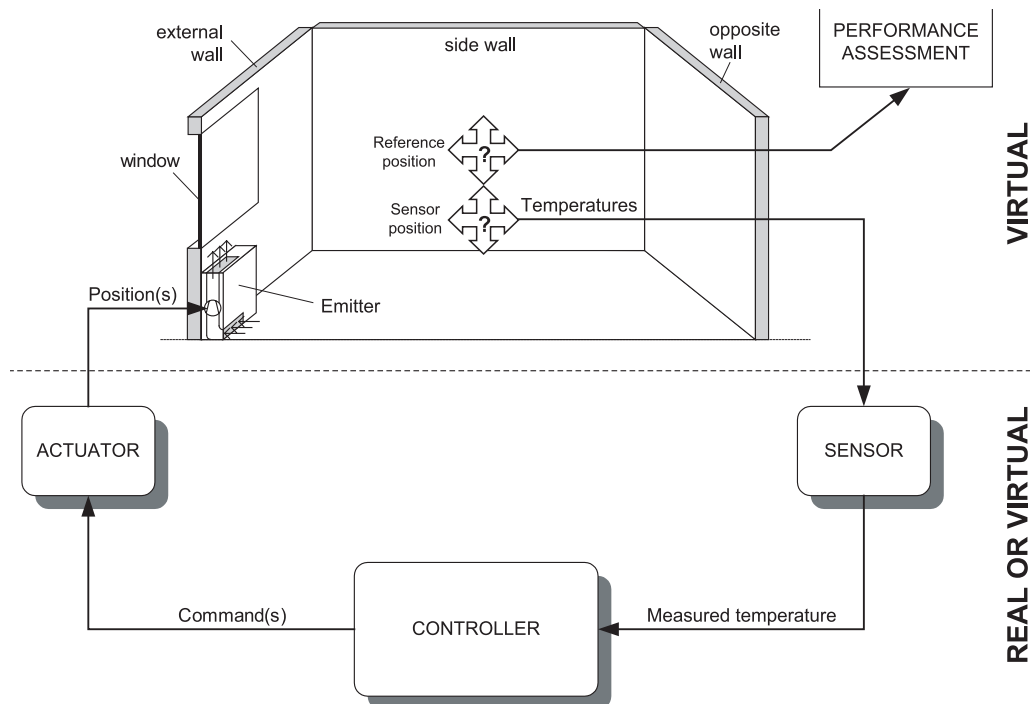 external
wall
side wall
opposite
wall
PERFORMANCE
ASSESSMENT
window
Reference
position
?
Sensor
position
?
Temperatures
VIRTUAL
Position(s)
Emitter
ACTUATOR
SENSOR
REAL OR VIRTUAL
Command(s)
CONTROLLER
Measured temperature